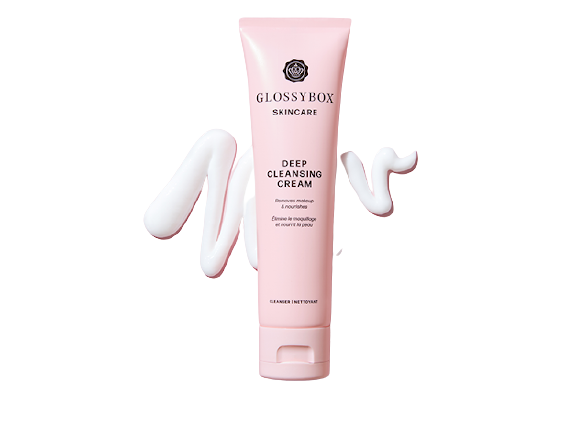 GLOSSYBOX
SKINCARE
DEEP
CLEANSING
CREAM
Removes makeup
& nourishes
Élimine le maquillage
et nourrit la peau
CLEANSER | NETTOYANT